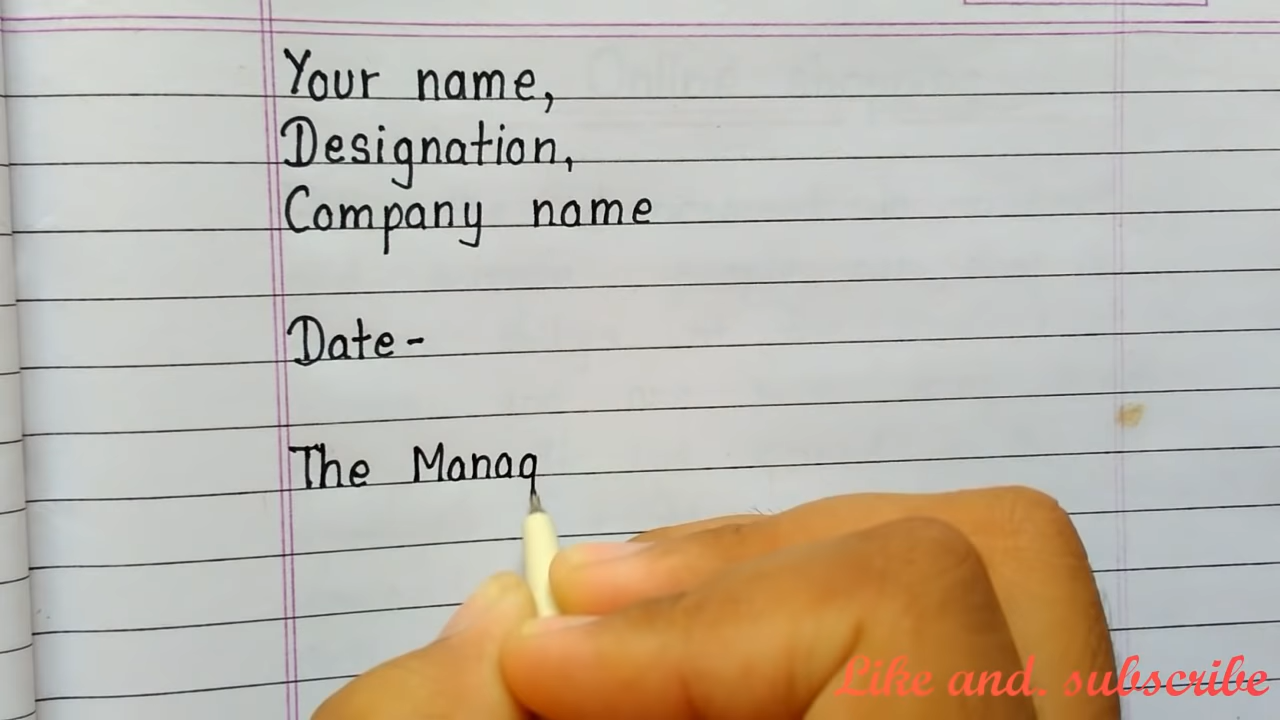 Your name,
Designation,
Company name
Date-
The Manag
Like and. subscribe